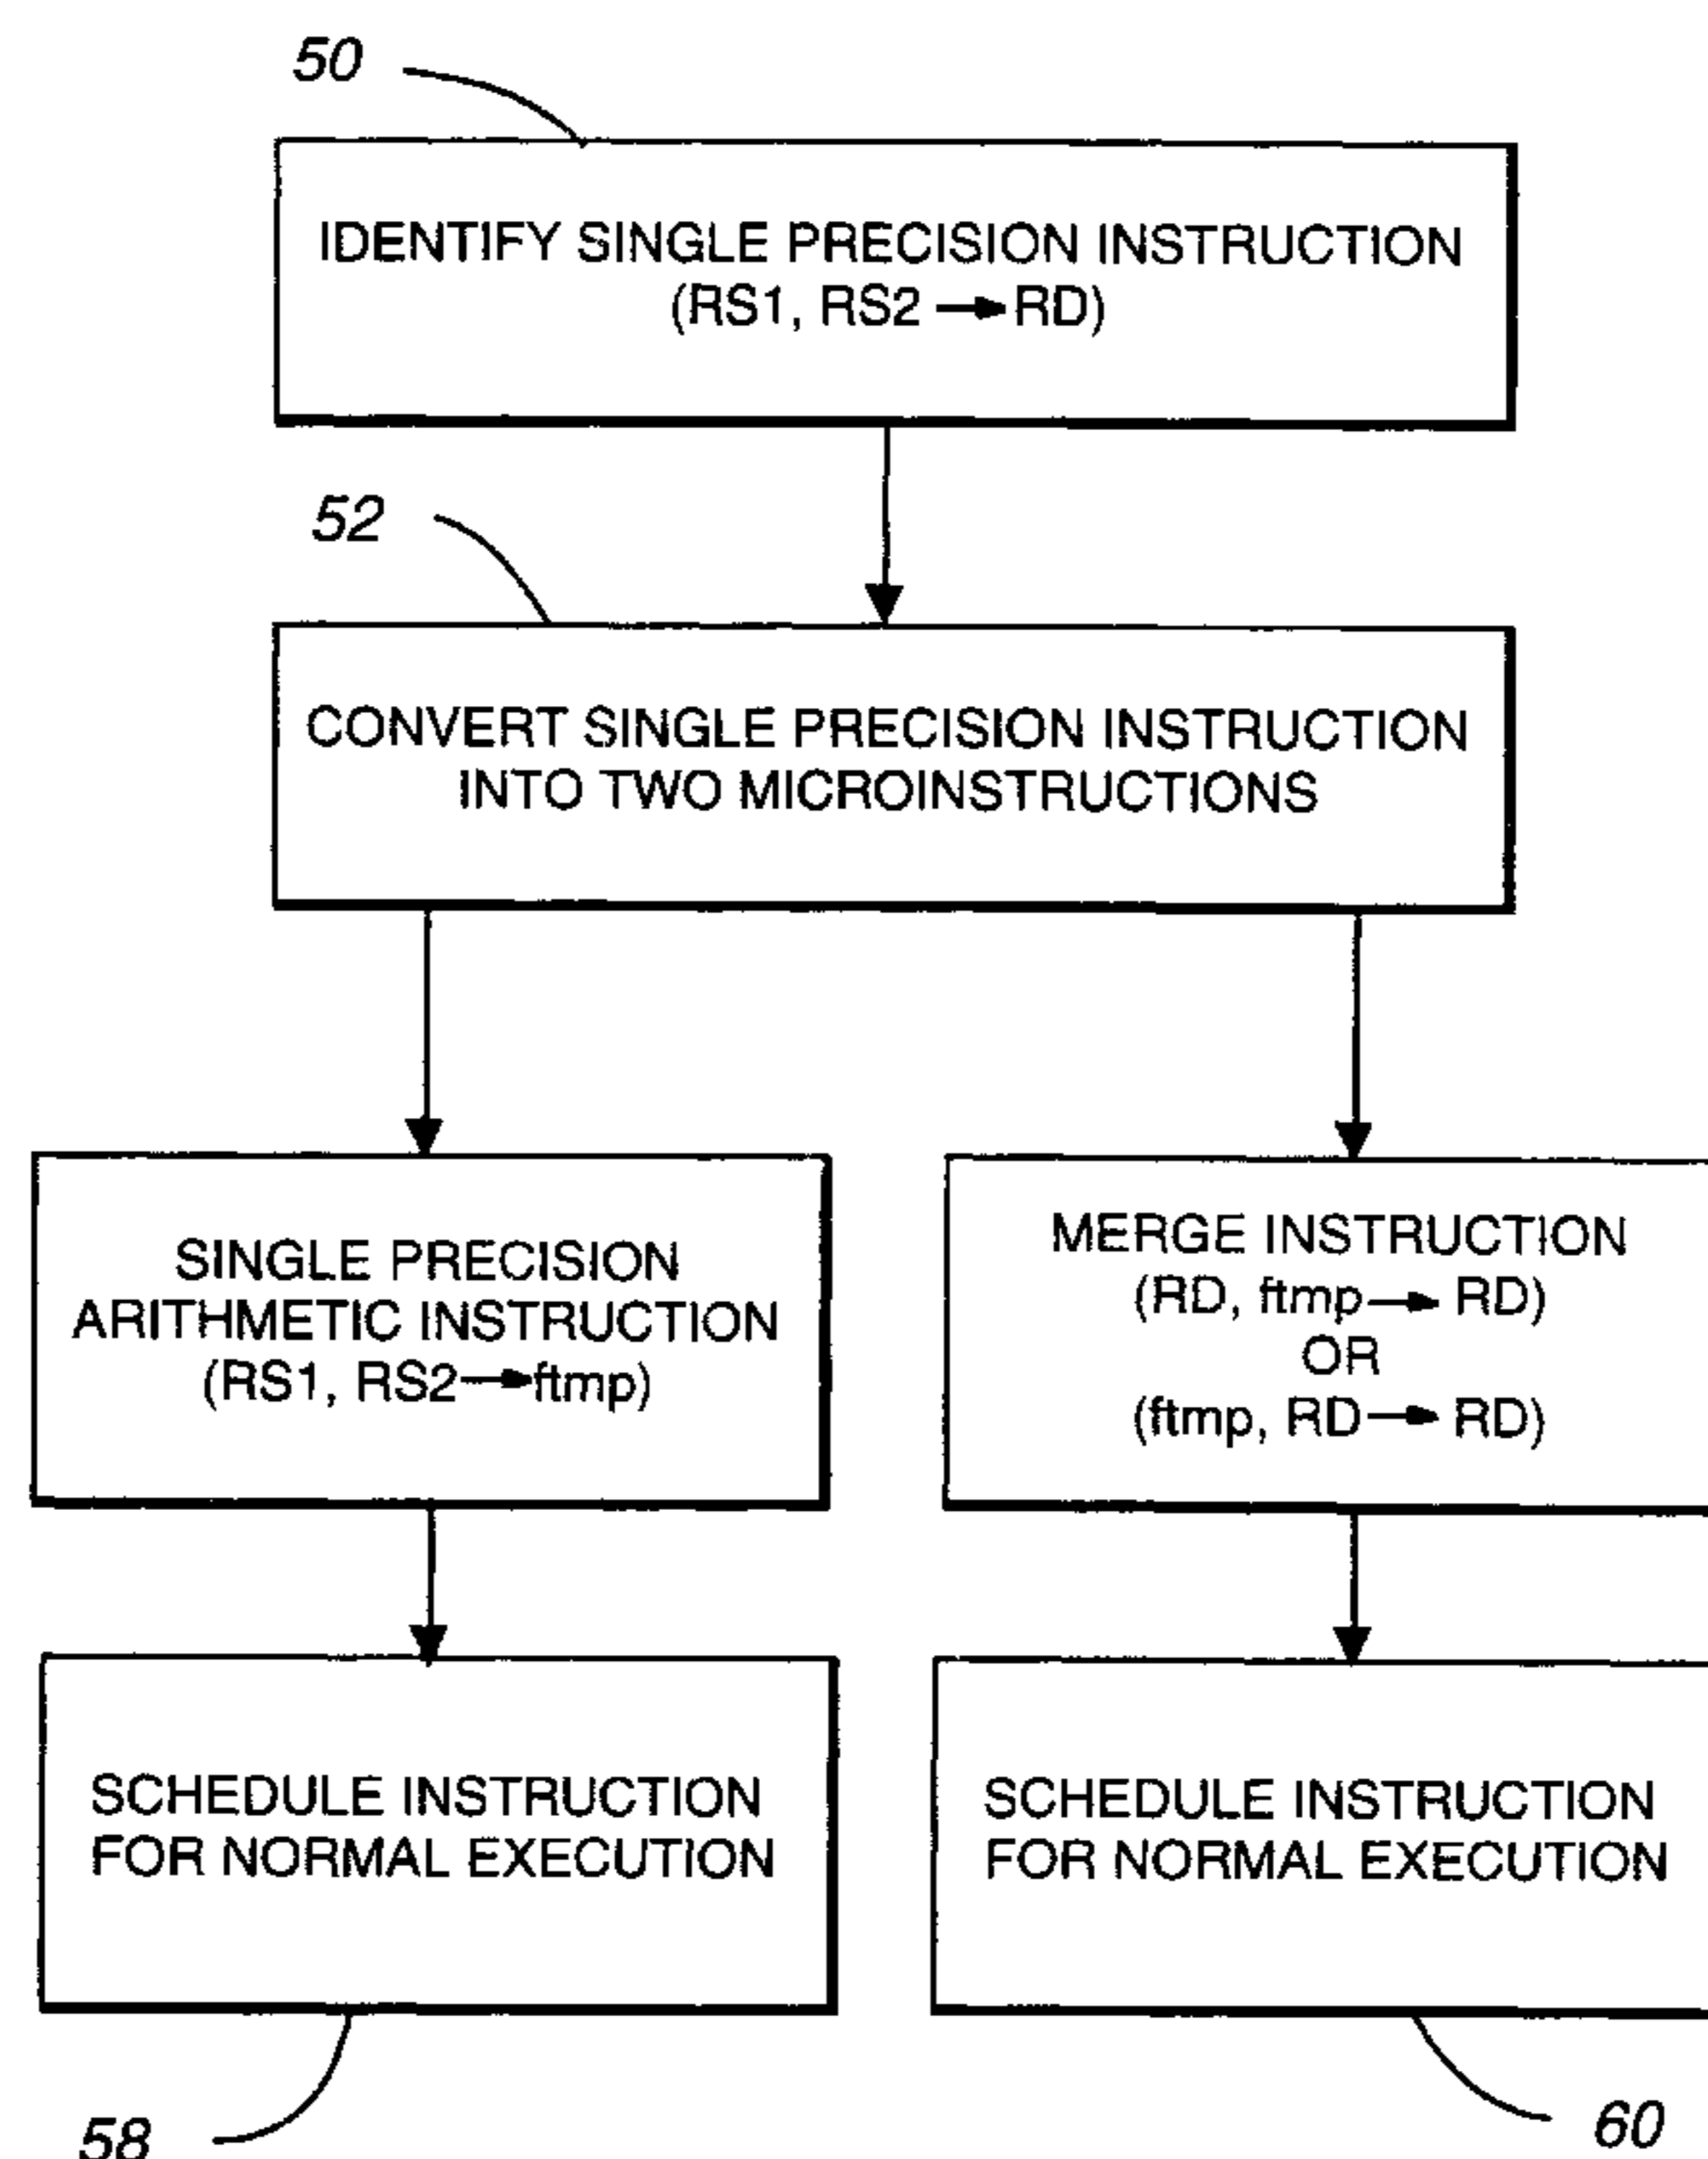 50
IDENTIFY SINGLE PRECISION INSTRUCTION
(RS1, RS2 → RD)
52
CONVERT SINGLE PRECISION INSTRUCTION
INTO TWO MICROINSTRUCTIONS
SINGLE PRECISION
ARITHMETIC INSTRUCTION
(RS1, RS2 → ftmp)
MERGE INSTRUCTION
(RD, ftmp → RD)
OR
(ftmp, RD → RD)
SCHEDULE INSTRUCTION
FOR NORMAL EXECUTION
SCHEDULE INSTRUCTION
FOR NORMAL EXECUTION
58
60